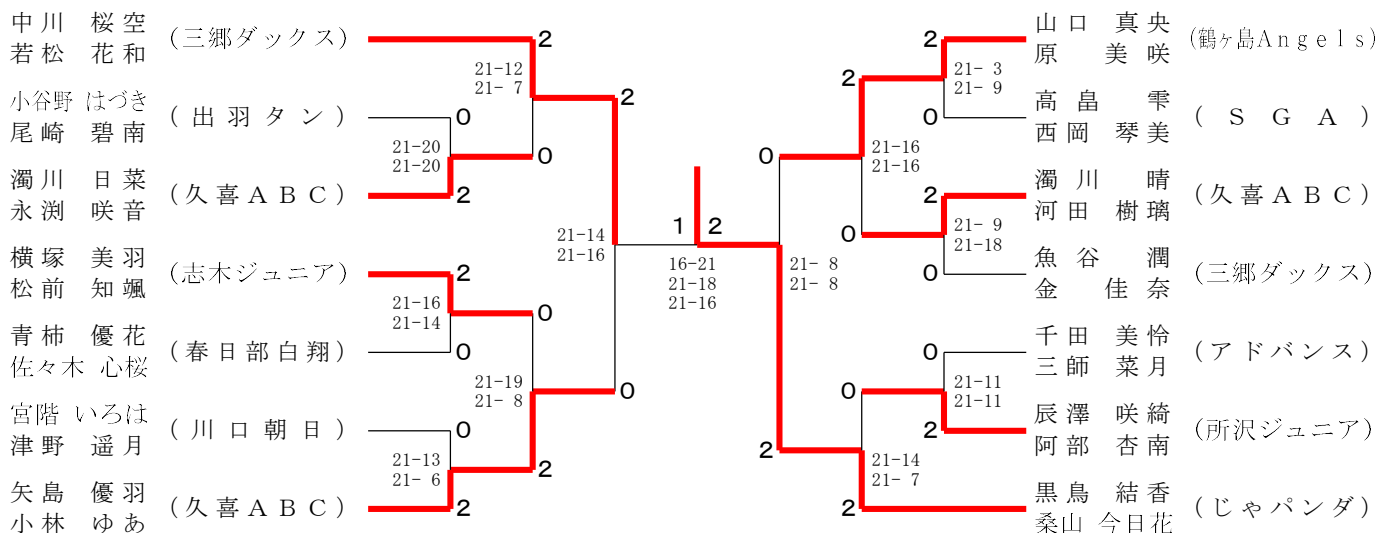 中川 桜空
若松 花和
(三郷ダックス)
小谷野 はづき
尾崎 碧南
(出羽タン)
濁川 日菜
永渕 咲音
(久喜ABC)
横塚 美羽
松前 知颯
(志木ジュニア)
青柿 優花
佐々木 心桜
(春日部白翔)
宮階 いろは
津野 遥月
(川口朝日)
矢島 優羽
小林 ゆあ
(久喜ABC)
2
21-12
21- 7
0
0
21-20
21-20
2
2
2
21-16
21-14
0
0
21-14
21-16
21-19
21- 8
0
0
21-13
21- 6
2
2
1 2
16-21
21-18
21-16
0
21- 8
21- 8
2
2
2
21- 3
21- 9
0
21-16
21-16
2
0
21- 9
21-18
0
0
0
21-11
21-11
2
21-14
21- 7
2
山口 真央
原 美咲
(鶴ヶ島Angels)
高畠 雫
西岡 琴美
(SGA)
濁川 晴
河田 樹璃
(久喜ABC)
魚谷 潤
金 佳奈
(三郷ダックス)
千田 美怜
三師 菜月
(アドバンス)
辰澤 咲綺
阿部 杏南
(所沢ジュニア)
黒鳥 結香
桑山 今日花
(じゃパンダ)